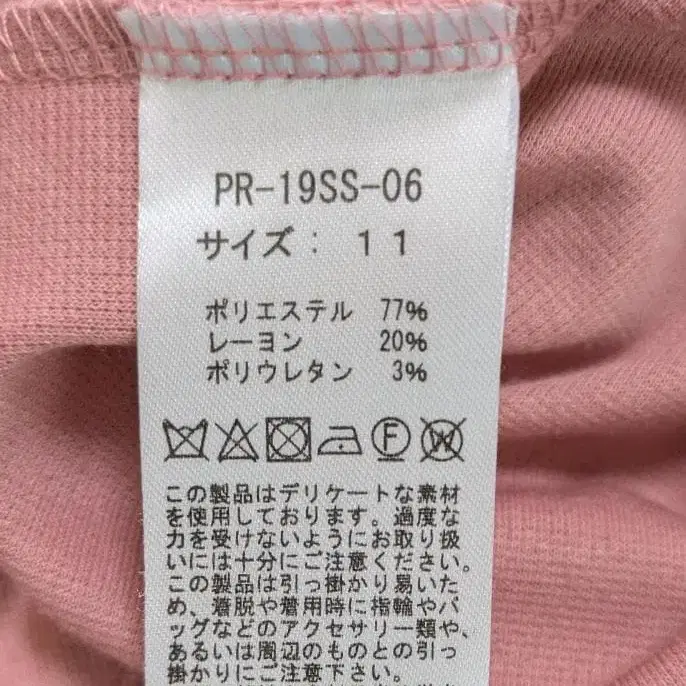 PR-19SS-06
サイズ： １１
ポリエステル 77%
レーヨン 20%
ポリウレタン 3%
F W
この製品はデリケートな素材
を使用しております。過度な
力を受けないようにお取り扱
いには十分にご注意ください。
この製品は引っ掛かり易いた
め、着脱や着用時に指輪やバ
ッグなどのアクセサリー類や、
あるいは周辺のものとの引っ
掛かりにご注意下さい。